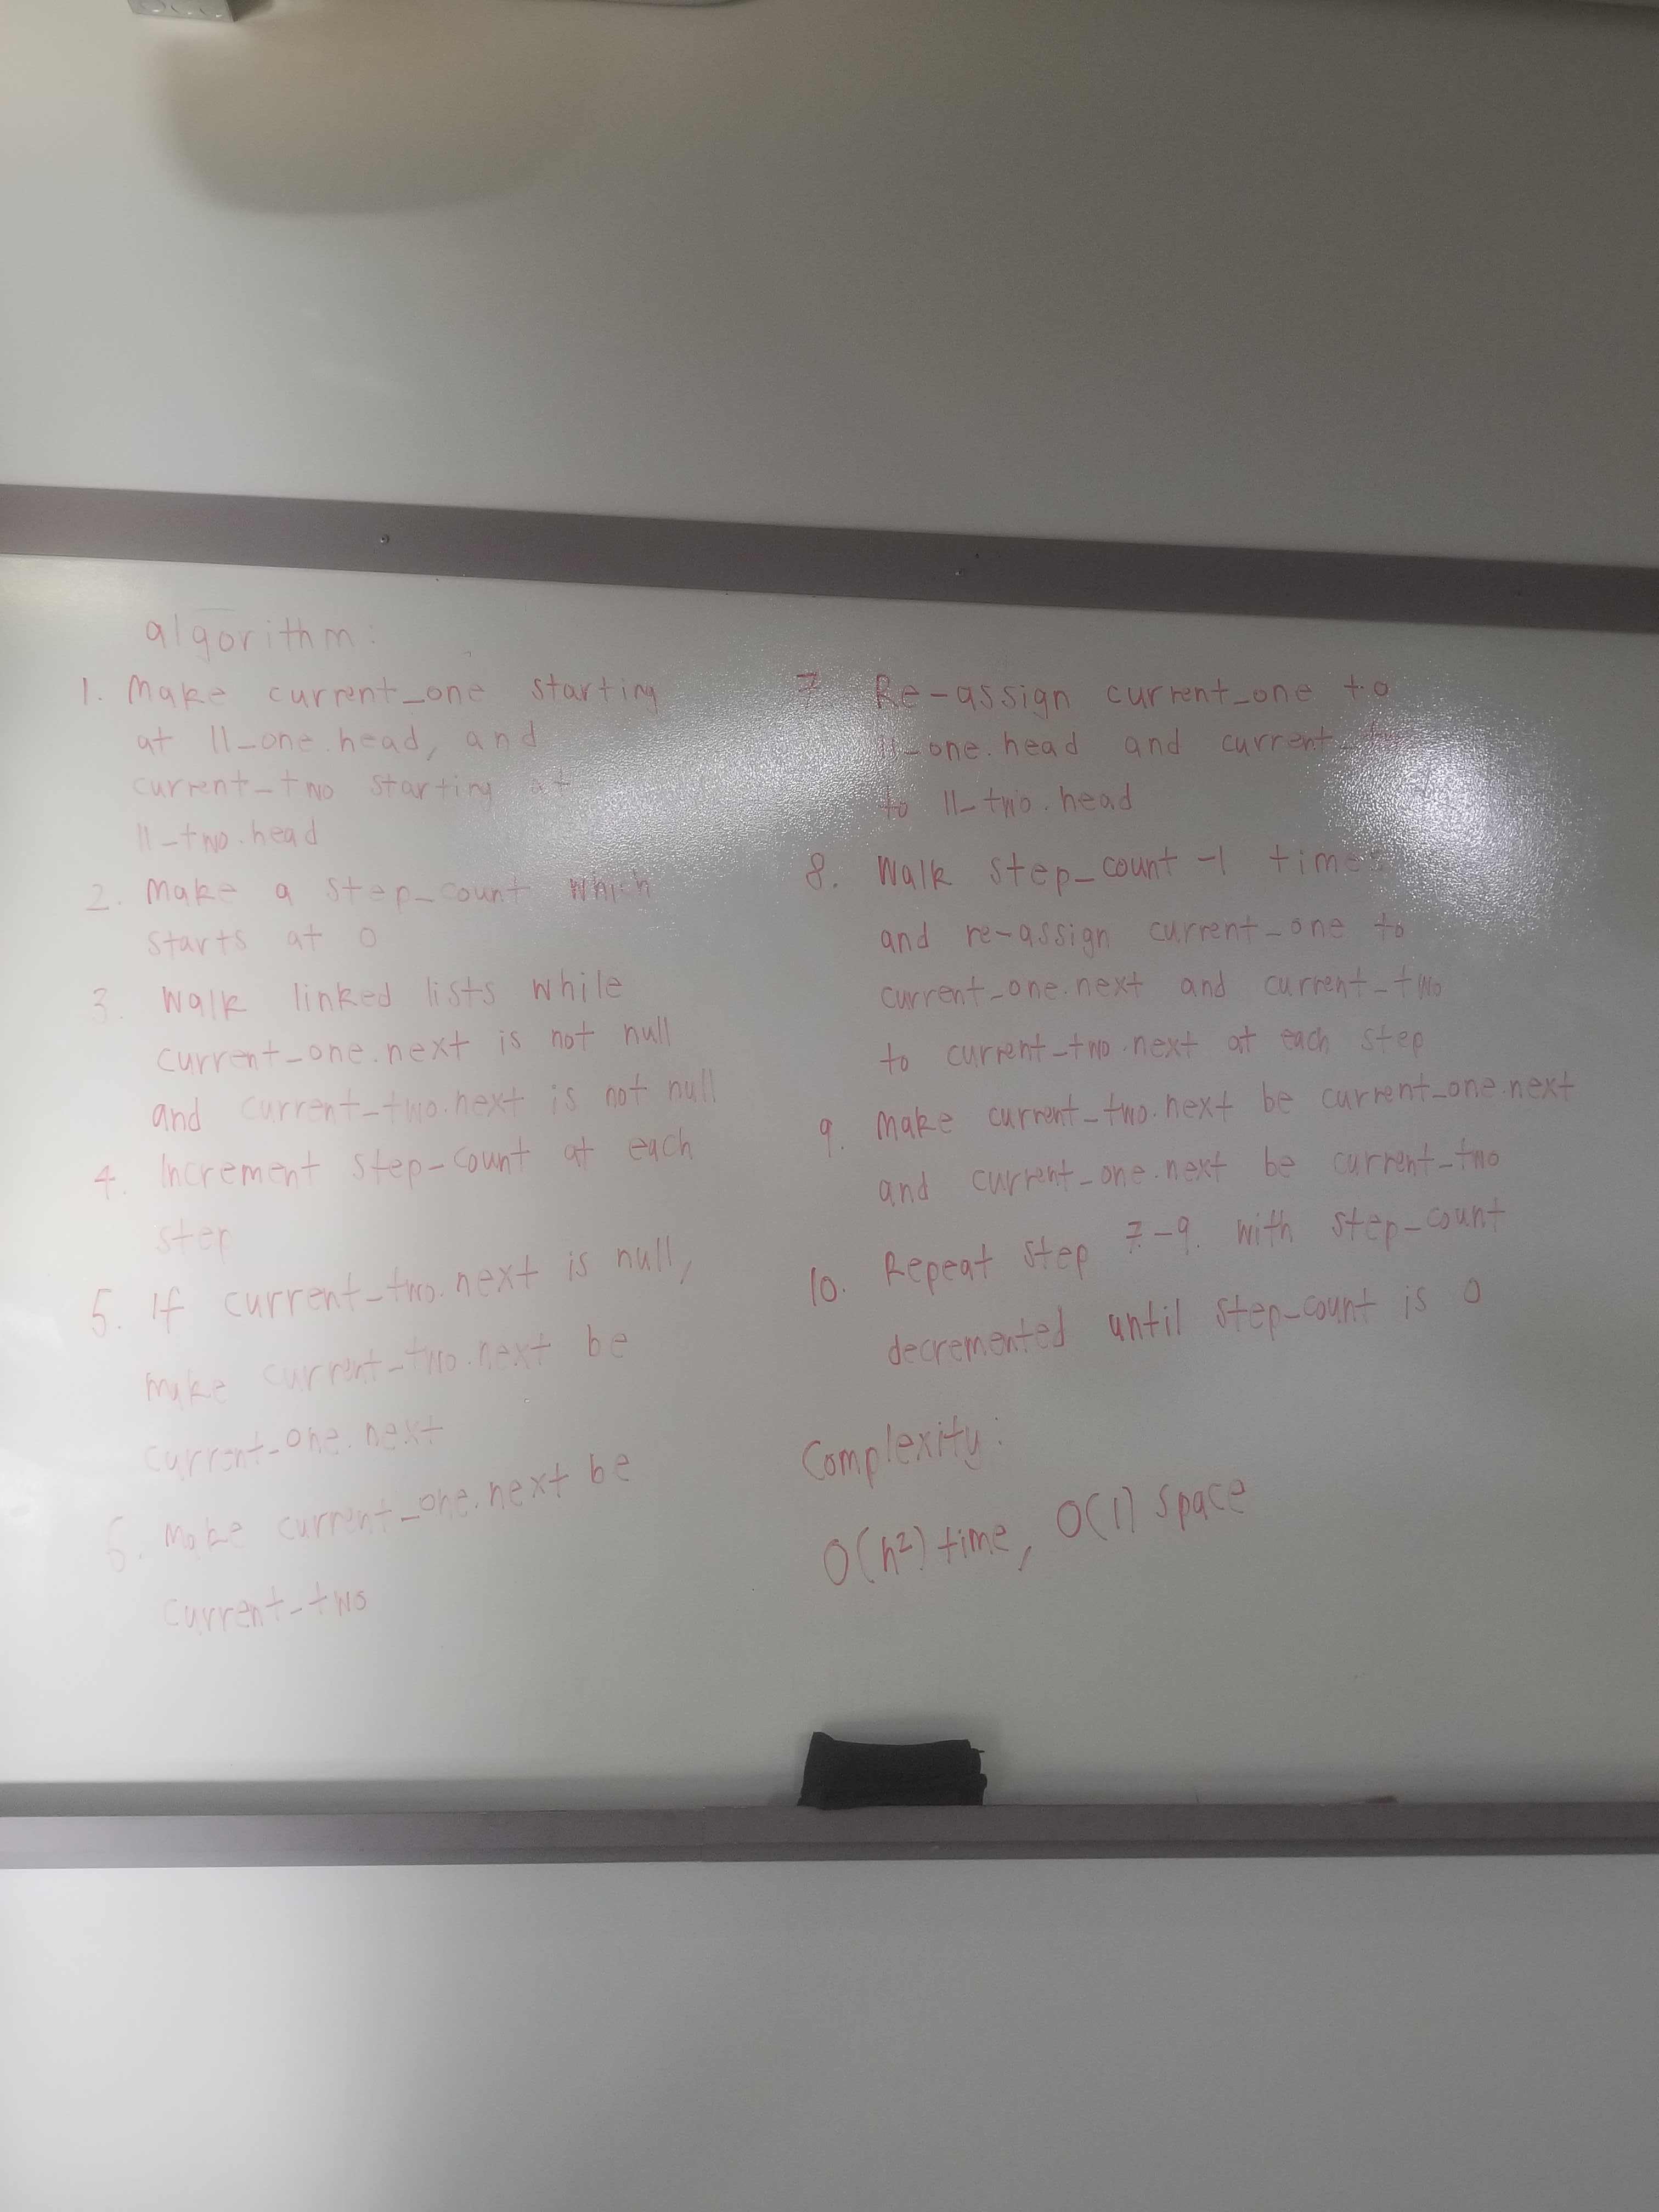 algorithm:
1. Make current_one starting
at ll_one.head, and
current_two starting at
ll_two.head
2. Make a step_count which
starts at 0
3. Walk linked lists while
current_one.next is not null
and current_two.next is not null
4. Increment step_count at each
step
5. If current_two.next is null,
make current_two.next be
current_one.next
6. Make current_one.next be
current_two
7 Re-assign current_one to
ll_one.head and current_
to ll_two.head
8. Walk step_count -1 times
and re-assign current_one to
current_one.next and current_two
to current_two.next at each step
9. Make current_two.next be current_one.next
and current_one.next be current_two
10. Repeat step 7-9. with step_count
decremented until step_count is 0
Complexity:
O(n²) time, O(1) space